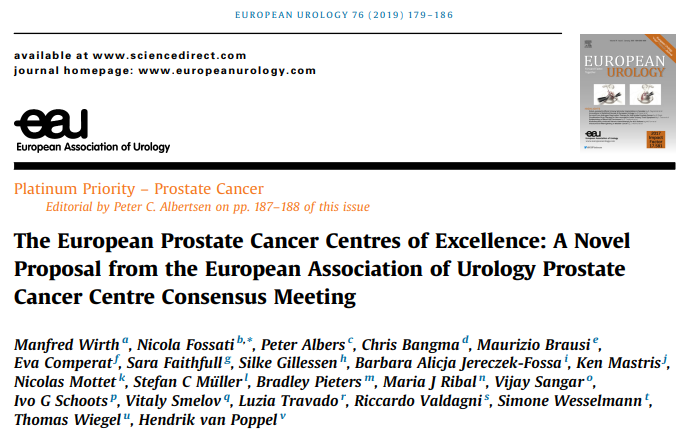 EUROPEAN UROLOGY 76 (2019) 179–186
available at www.sciencedirect.com
journal homepage: www.europeanurology.com
EUROPEAN
UROLOGY
eau
European Association of Urology
Platinum Priority – Prostate Cancer
Editorial by Peter C. Albertsen on pp. 187–188 of this issue
The European Prostate Cancer Centres of Excellence: A Novel
Proposal from the European Association of Urology Prostate
Cancer Centre Consensus Meeting
Manfred Wirth a, Nicola Fossati b,*, Peter Albers c, Chris Bangma d, Maurizio Brausi e,
Eva Comperat f, Sara Faithfull g, Silke Gillessen h, Barbara Alicja Jereczek-Fossa i, Ken Mastris j,
Nicolas Mottet k, Stefan C Müller l, Bradley Pieters m, Maria J Ribal n, Vijay Sangar o,
Ivo G Schoots p, Vitaly Smelov q, Luzia Travado r, Riccardo Valdagni s, Simone Wesselmann t,
Thomas Wiegel u, Hendrik van Poppel v